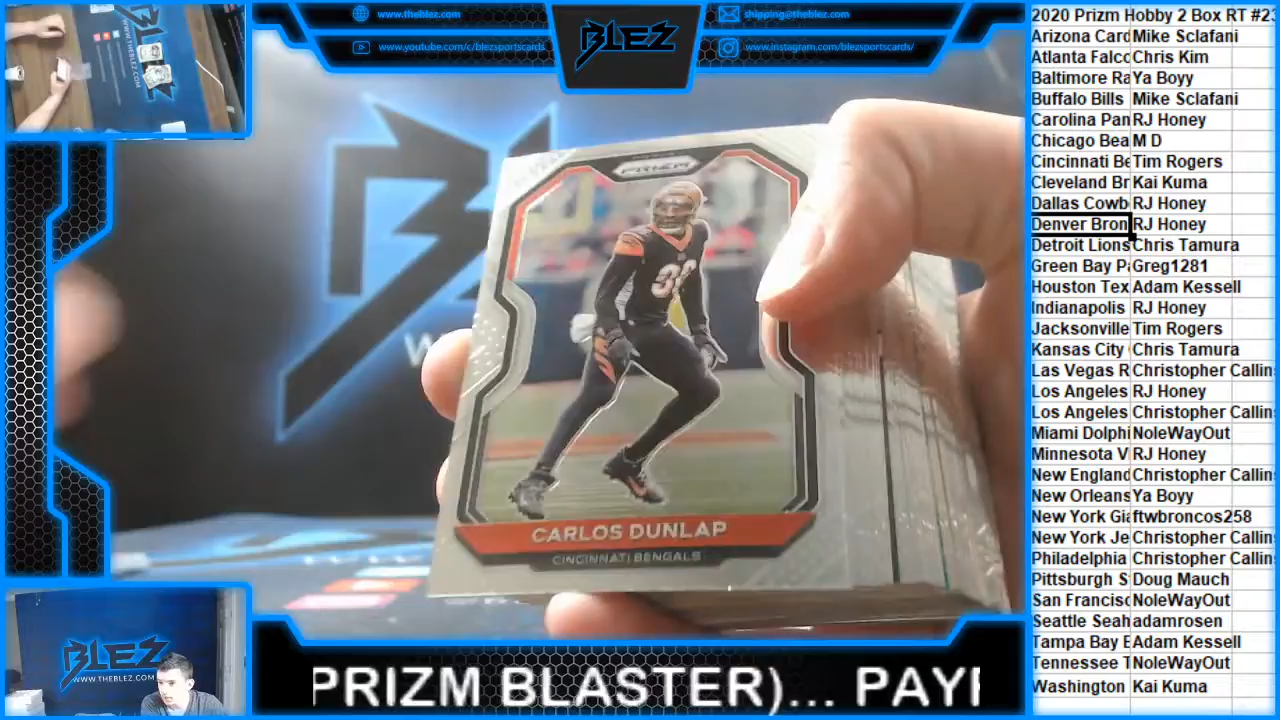 www.theblez.com
shipping@theblez.com
www.youtube.com/c/blezsportscards
www.instagram.com/blezsportscards/
BLEZ
PRIZM
CARLOS DUNLAP
CINCINNATI BENGALS
BLEZ
WWW.THEBLEZ.COM
PRIZM BLASTER)... PAY
2020 Prizm Hobby 2 Box RT #23
Arizona Card Mike Sclafani
Atlanta Falco Chris Kim
Baltimore Ra Ya Boyy
Buffalo Bills Mike Sclafani
Carolina Pan RJ Honey
Chicago Bea M D
Cincinnati Be Tim Rogers
Cleveland Br Kai Kuma
Dallas Cowb RJ Honey
Denver Bron RJ Honey
Detroit Lions Chris Tamura
Green Bay Pa Greg1281
Houston Tex Adam Kessell
Indianapolis RJ Honey
Jacksonville Tim Rogers
Kansas City Chris Tamura
Las Vegas R Christopher Callin
Los Angeles RJ Honey
Los Angeles Christopher Callin
Miami Dolphi NoleWayOut
Minnesota V RJ Honey
New England Christopher Callin
New Orleans Ya Boyy
New York Gia ftwbroncos258
New York Je Christopher Callin
Philadelphia Christopher Callin
Pittsburgh S Doug Mauch
San Francisc NoleWayOut
Seattle Seah adamrosen
Tampa Bay B Adam Kessell
Tennessee T NoleWayOut
Washington Kai Kuma